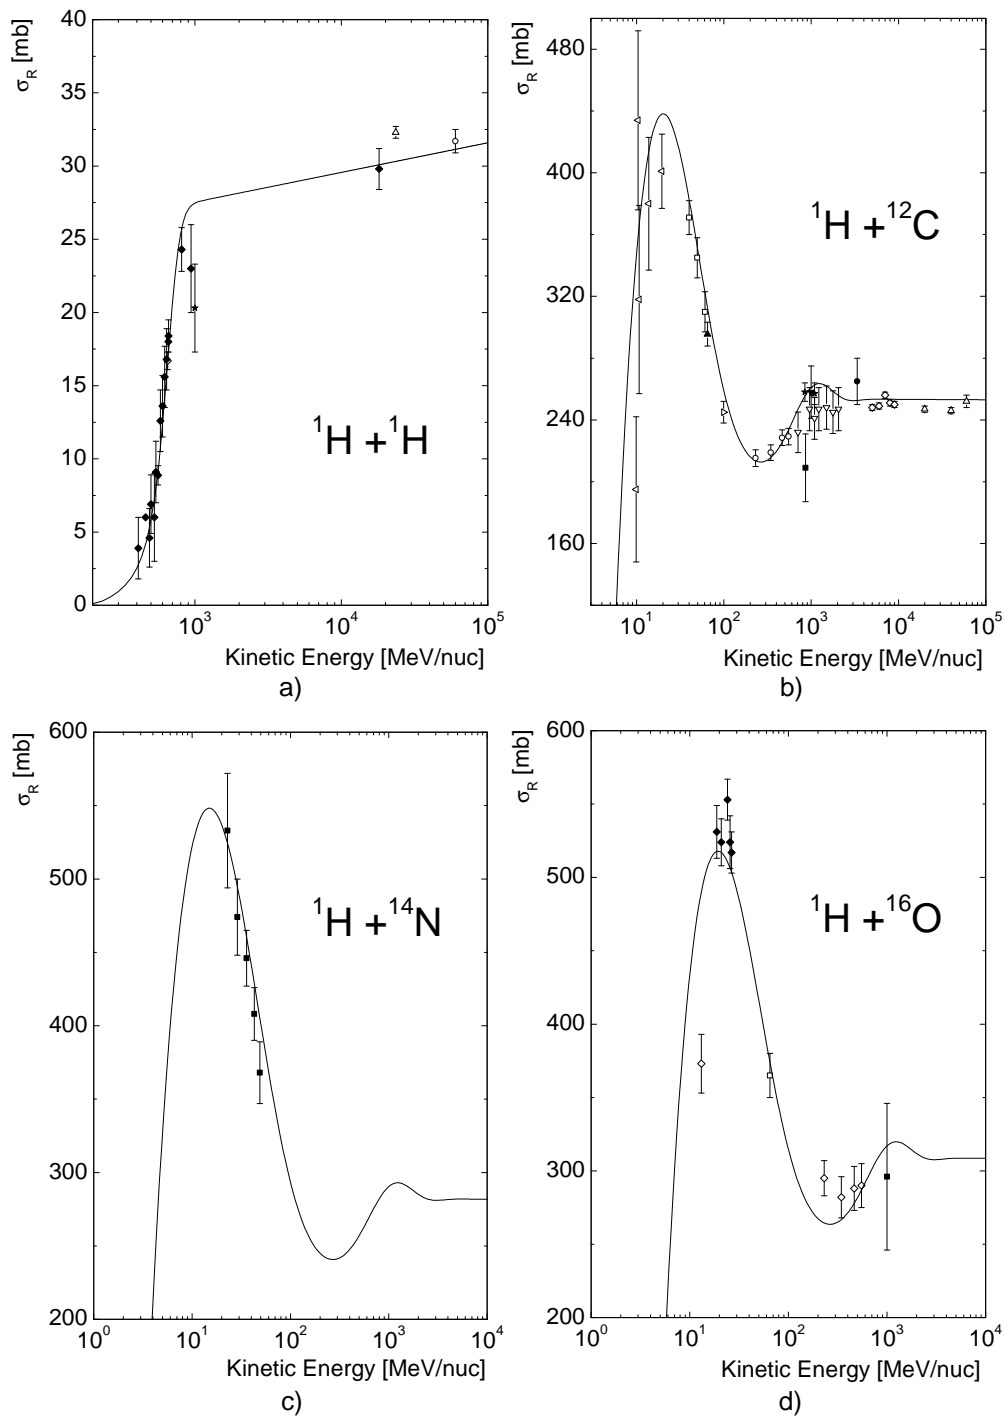 σR [mb]
40
35
30
25
20
15
10
5
0
¹H + ¹H
10³ 10⁴ 10⁵
Kinetic Energy [MeV/nuc]
a)
σR [mb]
480
400
320
240
160
¹H + ¹²C
10¹ 10² 10³ 10⁴ 10⁵
Kinetic Energy [MeV/nuc]
b)
σR [mb]
600
500
400
300
200
¹H + ¹⁴N
10⁰ 10¹ 10² 10³ 10⁴
Kinetic Energy [MeV/nuc]
c)
σR [mb]
600
500
400
300
200
¹H + ¹⁶O
10⁰ 10¹ 10² 10³ 10⁴
Kinetic Energy [MeV/nuc]
d)